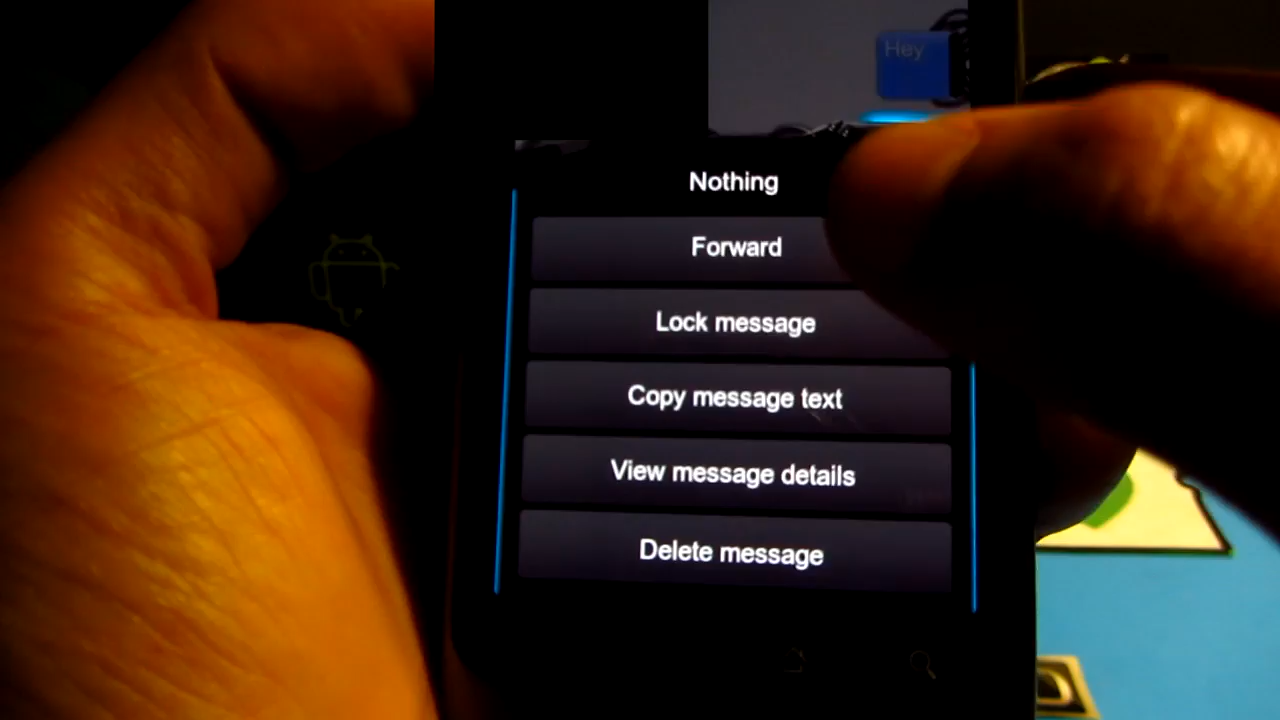 Hey
Nothing
Forward
Lock message
Copy message text
View message details
Delete message